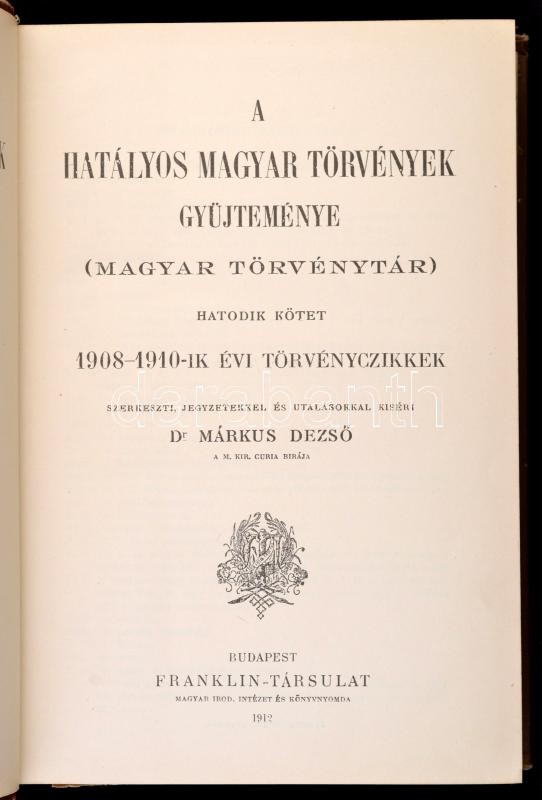 A
HATÁLYOS MAGYAR TÖRVÉNYEK
GYÜJTEMÉNYE
(MAGYAR TÖRVÉNYTÁR)
HATODIK KÖTET
1908–1910-IK ÉVI TÖRVÉNYCZIKKEK
SZERKESZTI, JEGYZETEKKEL ÉS UTALÁSOKKAL KISÉRI
Dr MÁRKUS DEZSŐ
A M. KIR. CURIA BIRÁJA
BUDAPEST
FRANKLIN-TÁRSULAT
MAGYAR IROD. INTÉZET ÉS KÖNYVNYOMDA
1912
K
darabanth